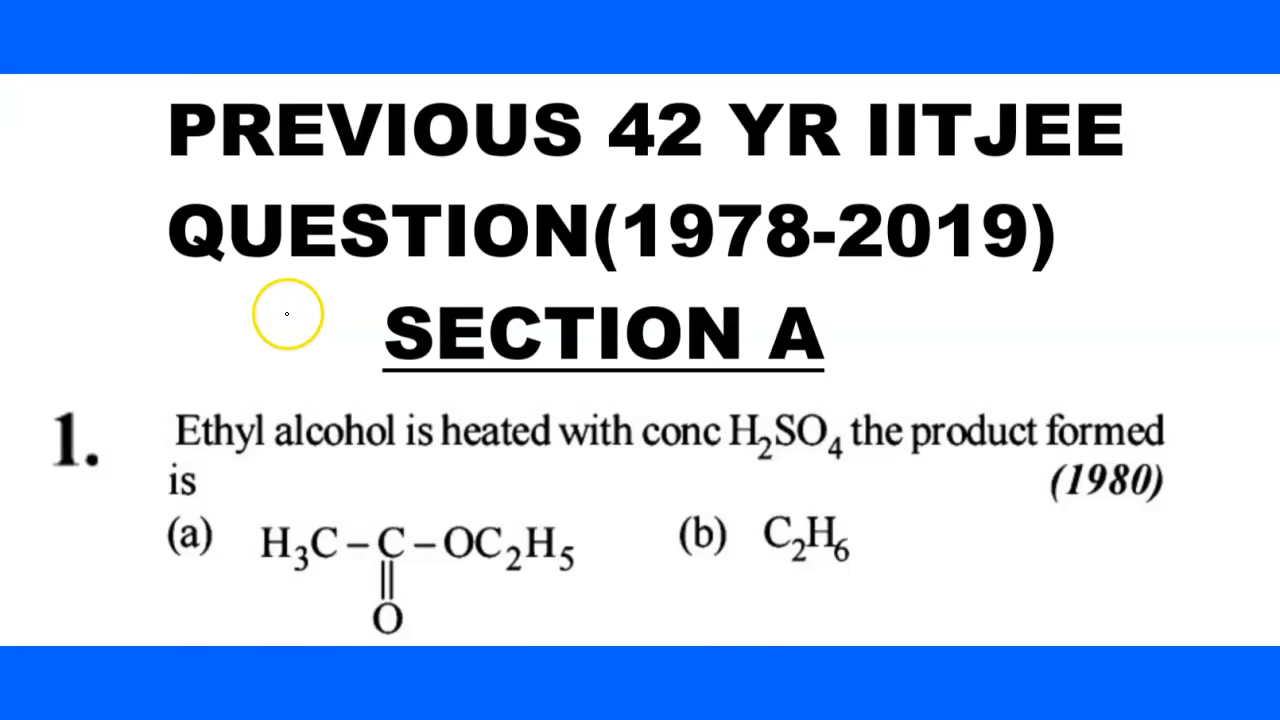 PREVIOUS 42 YR IITJEE
QUESTION(1978-2019)
SECTION A
1. Ethyl alcohol is heated with conc H₂SO₄ the product formed
is (1980)
(a) H₃C – C – OC₂H₅ (b) C₂H₆
||
O